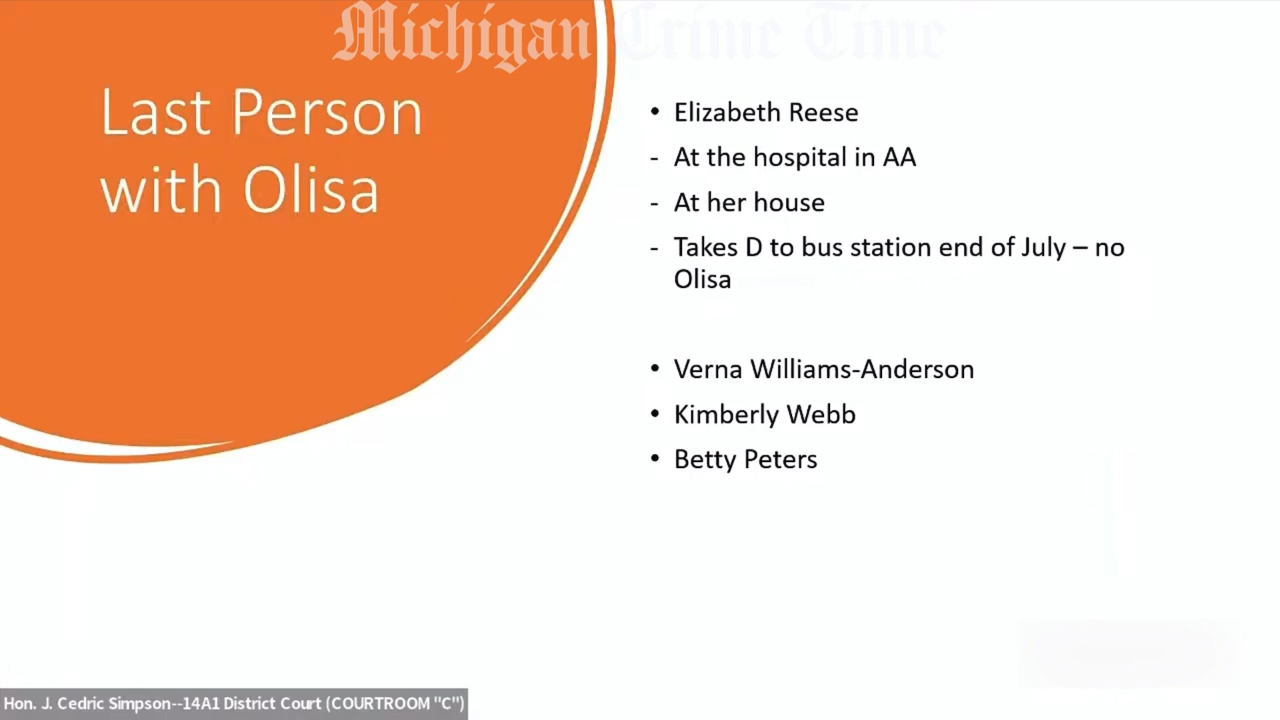 Michigan Crime Time
Last Person
with Olisa
• Elizabeth Reese
- At the hospital in AA
- At her house
- Takes D to bus station end of July – no
Olisa
• Verna Williams-Anderson
• Kimberly Webb
• Betty Peters
Hon. J. Cedric Simpson--14A1 District Court (COURTROOM "C")